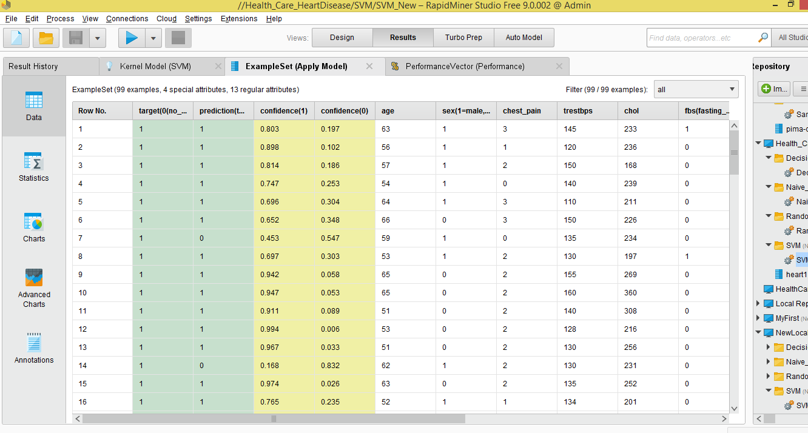 //Health_Care_HeartDisease/SVM/SVM_New – RapidMiner Studio Free 9.0.002 @ Admin
File Edit Process View Connections Cloud Settings Extensions Help
Views: Design Results Turbo Prep Auto Model Find data, operators...etc All Studio
Result History Kernel Model (SVM) ExampleSet (Apply Model) PerformanceVector (Performance) epository
ExampleSet (99 examples, 4 special attributes, 13 regular attributes) Filter (99 / 99 examples): all Im...
Row No. target(0(no_... prediction(t... confidence(1) confidence(0) age sex(1=male,... chest_pain trestbps chol fbs(fasting_...
1 1 1 0.803 0.197 63 1 3 145 233 1
2 1 1 0.898 0.102 56 1 1 120 236 0
3 1 1 0.814 0.186 57 1 2 150 168 0
4 1 1 0.747 0.253 54 1 0 140 239 0
5 1 1 0.696 0.304 64 1 3 110 211 0
6 1 1 0.652 0.348 66 0 3 150 226 0
7 1 0 0.453 0.547 59 1 0 135 234 0
8 1 1 0.697 0.303 53 1 2 130 197 1
9 1 1 0.942 0.058 65 0 2 155 269 0
10 1 1 0.947 0.053 65 0 2 160 360 0
11 1 1 0.911 0.089 51 0 2 140 308 0
12 1 1 0.994 0.006 53 0 2 128 216 0
13 1 1 0.967 0.033 51 0 2 130 256 0
14 1 0 0.168 0.832 62 1 2 130 231 0
15 1 1 0.974 0.026 63 0 2 135 252 0
16 1 1 0.765 0.235 52 1 1 134 201 0
Data
Statistics
Charts
Advanced
Charts
Annotations
Sar
pima-
Health_C
Decisi
Dec
Naive_
Nai
Rando
Ran
SVM (N
SVM
heart1
HealthCa
Local Rep
MyFirst (N
NewLocal
Decisi
Naive_
Rando
SVM (N
SVM